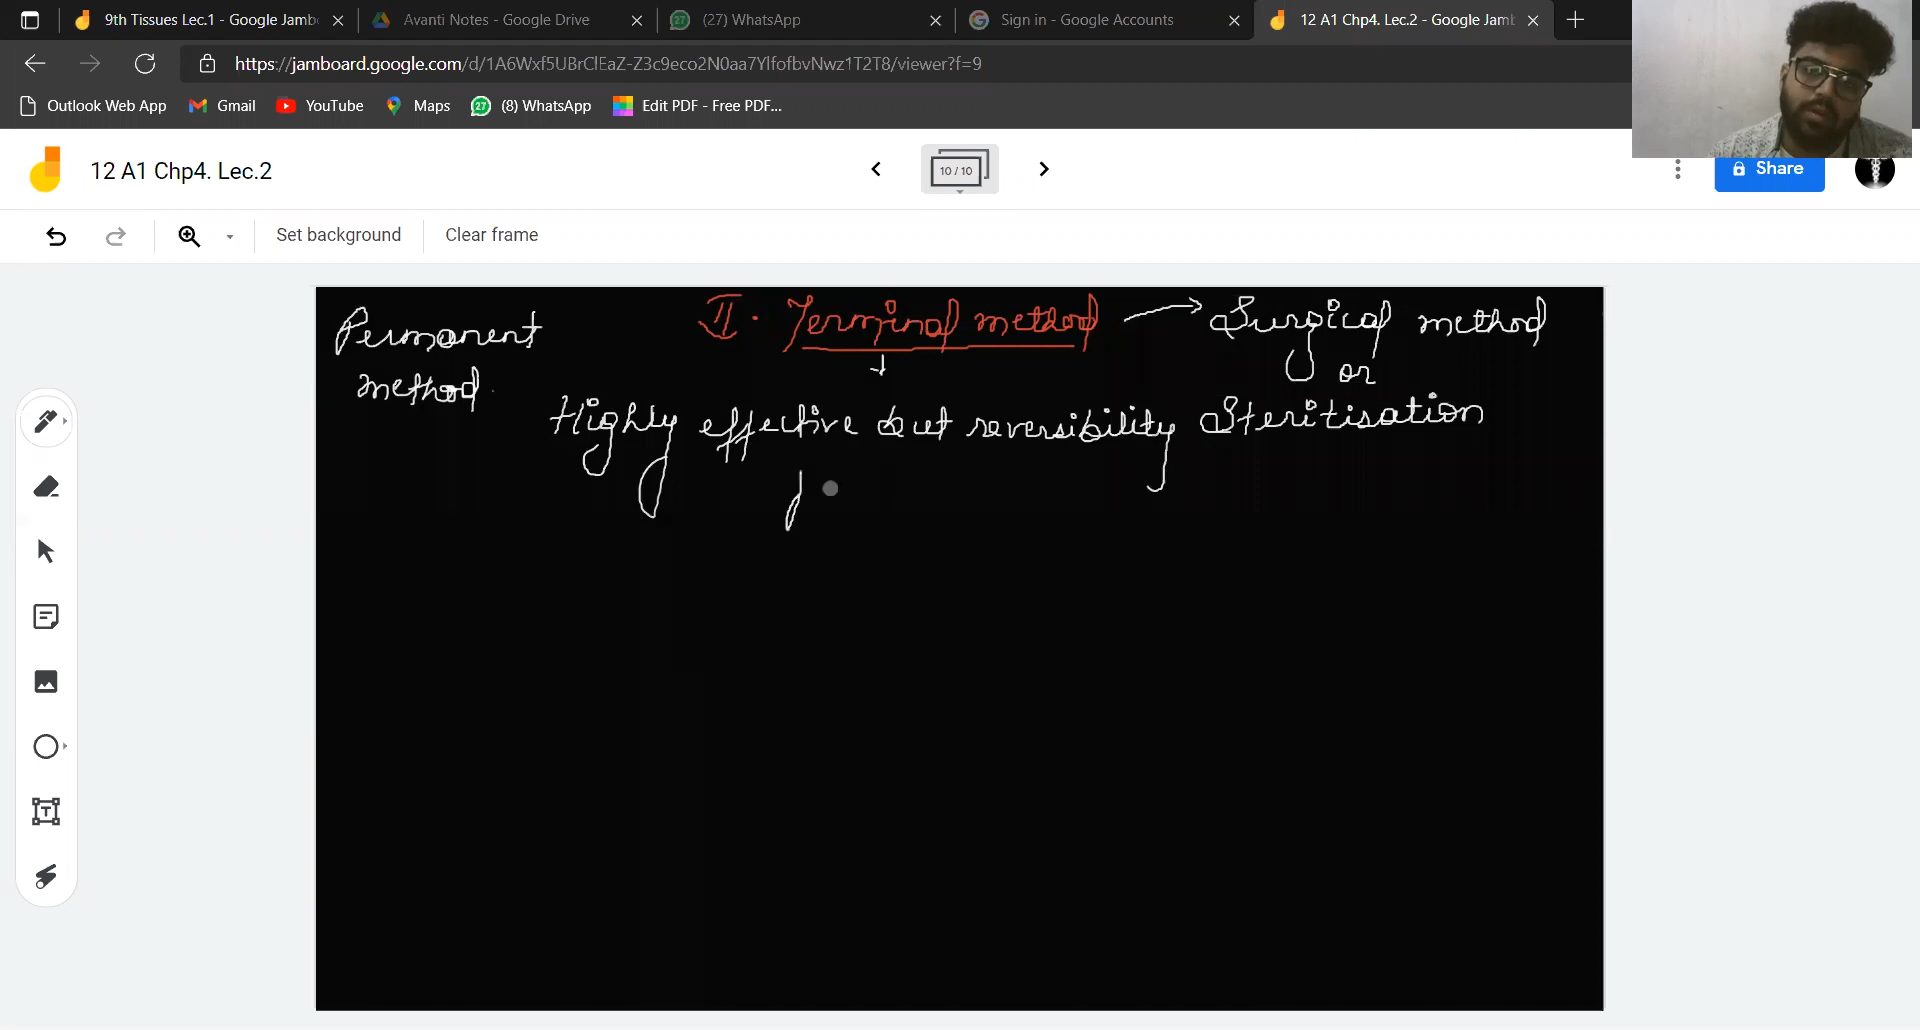 9th Tissues Lec.1 - Google Jamb
Avanti Notes - Google Drive
(27) WhatsApp
Sign in - Google Accounts
12 A1 Chp4. Lec.2 - Google Jamb
https://jamboard.google.com/d/1A6Wxf5UBrClEaZ-Z3c9eco2N0aa7YlfofbvNwz1T2T8/viewer?f=9
Outlook Web App
Gmail
YouTube
Maps
27
(8) WhatsApp
Edit PDF - Free PDF...
12 A1 Chp4. Lec.2
10 / 10
Share
Set background
Clear frame
Permanent
method
II. Terminal method → Surgical method
or
Highly effective but reversibility Steritisation